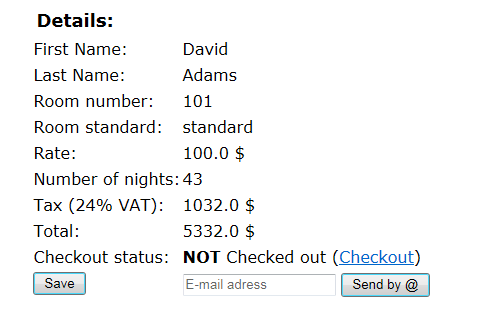 Details:
First Name: David
Last Name: Adams
Room number: 101
Room standard: standard
Rate: 100.0 $
Number of nights: 43
Tax (24% VAT): 1032.0 $
Total: 5332.0 $
Checkout status: NOT Checked out (Checkout)
Save E-mail adress Send by @